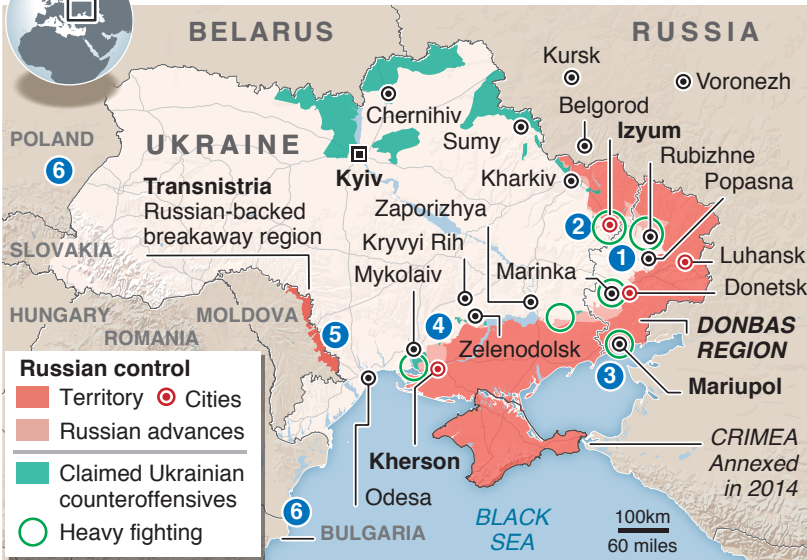 BELARUS
RUSSIA
Kursk
Voronezh
Belgorod
Chernihiv
Izyum
Sumy
POLAND
UKRAINE
Rubizhne
6
Kyiv
Kharkiv
Popasna
Transnistria
Russian-backed
breakaway region
Zaporizhya
2
Kryvyi Rih
SLOVAKIA
1
Luhansk
Mykolaiv
Marinka
Donetsk
HUNGARY
MOLDOVA
4
DONBAS
REGION
ROMANIA
5
Zelenodolsk
3
Mariupol
Russian control
Territory
Cities
Russian advances
Claimed Ukrainian
counteroffensives
Heavy fighting
Kherson
CRIMEA
Annexed
in 2014
Odesa
6
BULGARIA
BLACK
SEA
100km
60 miles